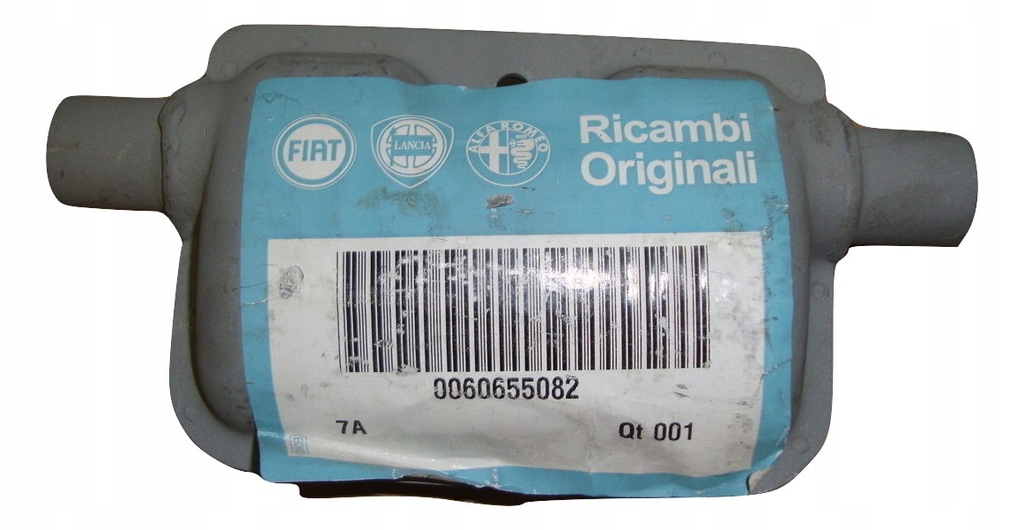 FIAT
LANCIA
ALFA ROMEO
Ricambi
Originali
0060655082
7A
Qt 001